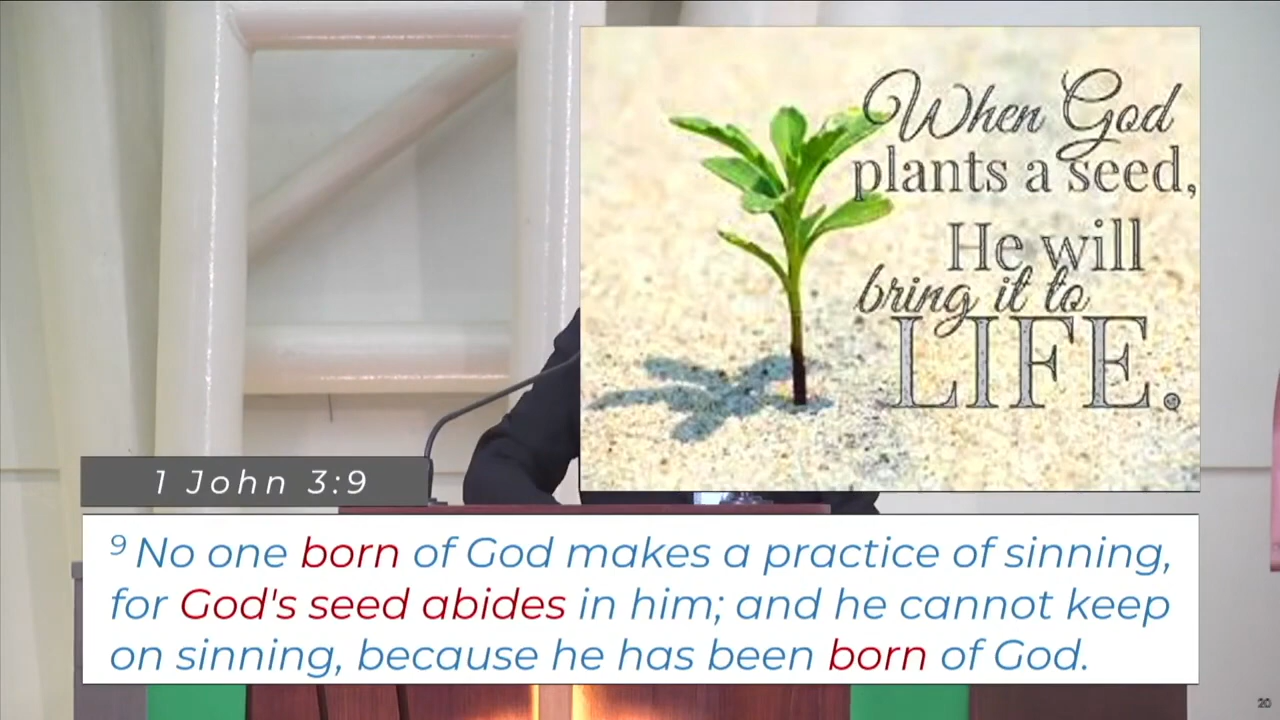 When God
plants a seed,
He will
bring it to
LIFE.
1 John 3:9
9 No one born of God makes a practice of sinning,
for God's seed abides in him; and he cannot keep
on sinning, because he has been born of God.
20